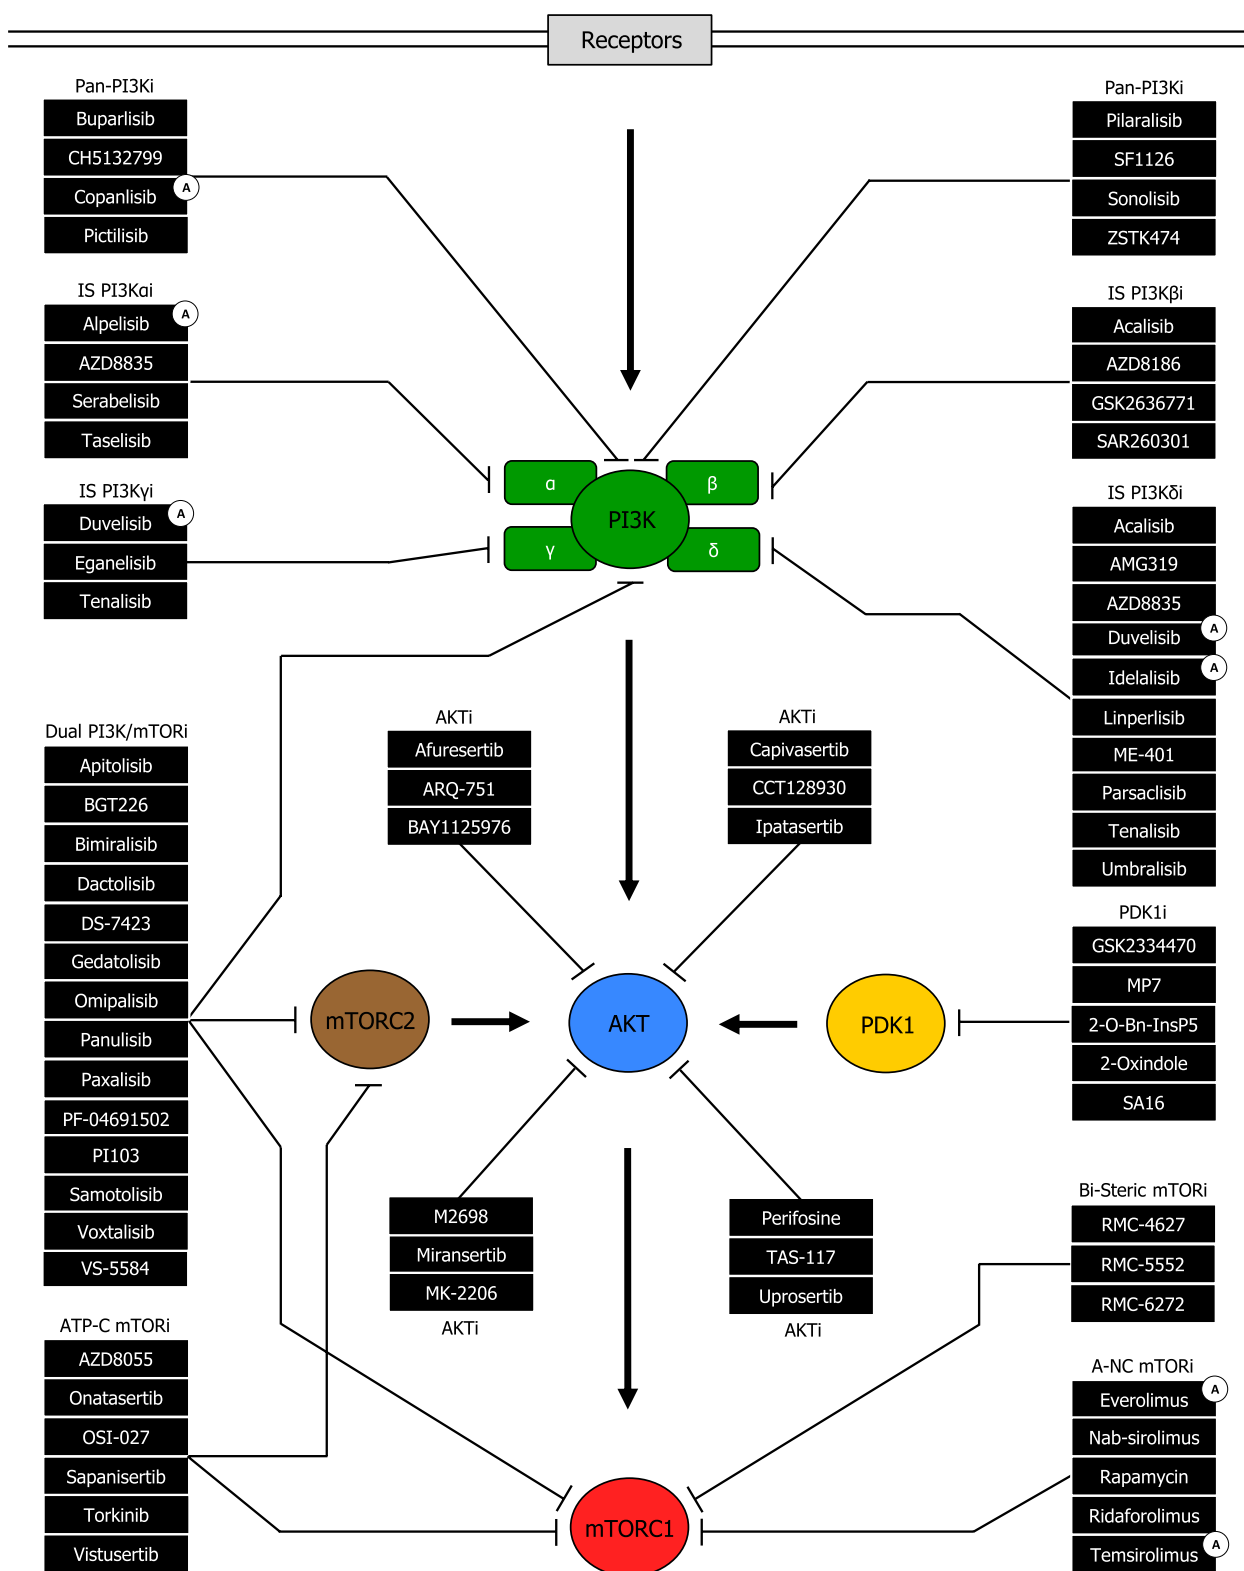 Receptors
Pan-PI3Ki
Buparlisib
CH5132799
Copanlisib
A
Pictilisib
Pan-PI3Ki
Pilaralisib
SF1126
Sonolisib
ZSTK474
IS PI3Kαi
Alpelisib
A
AZD8835
Serabelisib
Taselisib
IS PI3Kβi
Acalisib
AZD8186
GSK2636771
SAR260301
IS PI3Kγi
Duvelisib
A
Eganelisib
Tenalisib
α
β
PI3K
γ
δ
IS PI3Kδi
Acalisib
AMG319
AZD8835
Duvelisib
A
Idelalisib
A
Linperlisib
ME-401
Parsaclisib
Tenalisib
Umbralisib
Dual PI3K/mTORi
Apitolisib
BGT226
Bimiralisib
Dactolisib
DS-7423
Gedatolisib
Omipalisib
Panulisib
Paxalisib
PF-04691502
PI103
Samotolisib
Voxtalisib
VS-5584
AKTi
Afuresertib
ARQ-751
BAY1125976
AKTi
Capivasertib
CCT128930
Ipatasertib
PDK1i
GSK2334470
MP7
2-O-Bn-InsP5
2-Oxindole
SA16
mTORC2
AKT
PDK1
M2698
Miransertib
MK-2206
AKTi
Perifosine
TAS-117
Uprosertib
AKTi
Bi-Steric mTORi
RMC-4627
RMC-5552
RMC-6272
ATP-C mTORi
AZD8055
Onatasertib
OSI-027
Sapanisertib
Torkinib
Vistusertib
mTORC1
A-NC mTORi
Everolimus
A
Nab-sirolimus
Rapamycin
Ridaforolimus
Temsirolimus
A